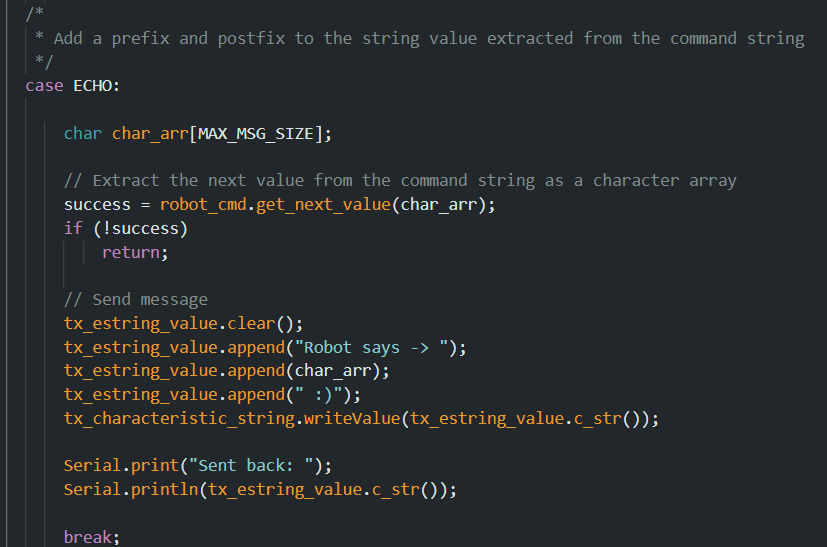 /*
 * Add a prefix and postfix to the string value extracted from the command string
 */
case ECHO:
char char_arr[MAX_MSG_SIZE];
// Extract the next value from the command string as a character array
success = robot_cmd.get_next_value(char_arr);
if (!success)
return;
// Send message
tx_estring_value.clear();
tx_estring_value.append("Robot says -> ");
tx_estring_value.append(char_arr);
tx_estring_value.append(" :)");
tx_characteristic_string.writeValue(tx_estring_value.c_str());
Serial.print("Sent back: ");
Serial.println(tx_estring_value.c_str());
break;